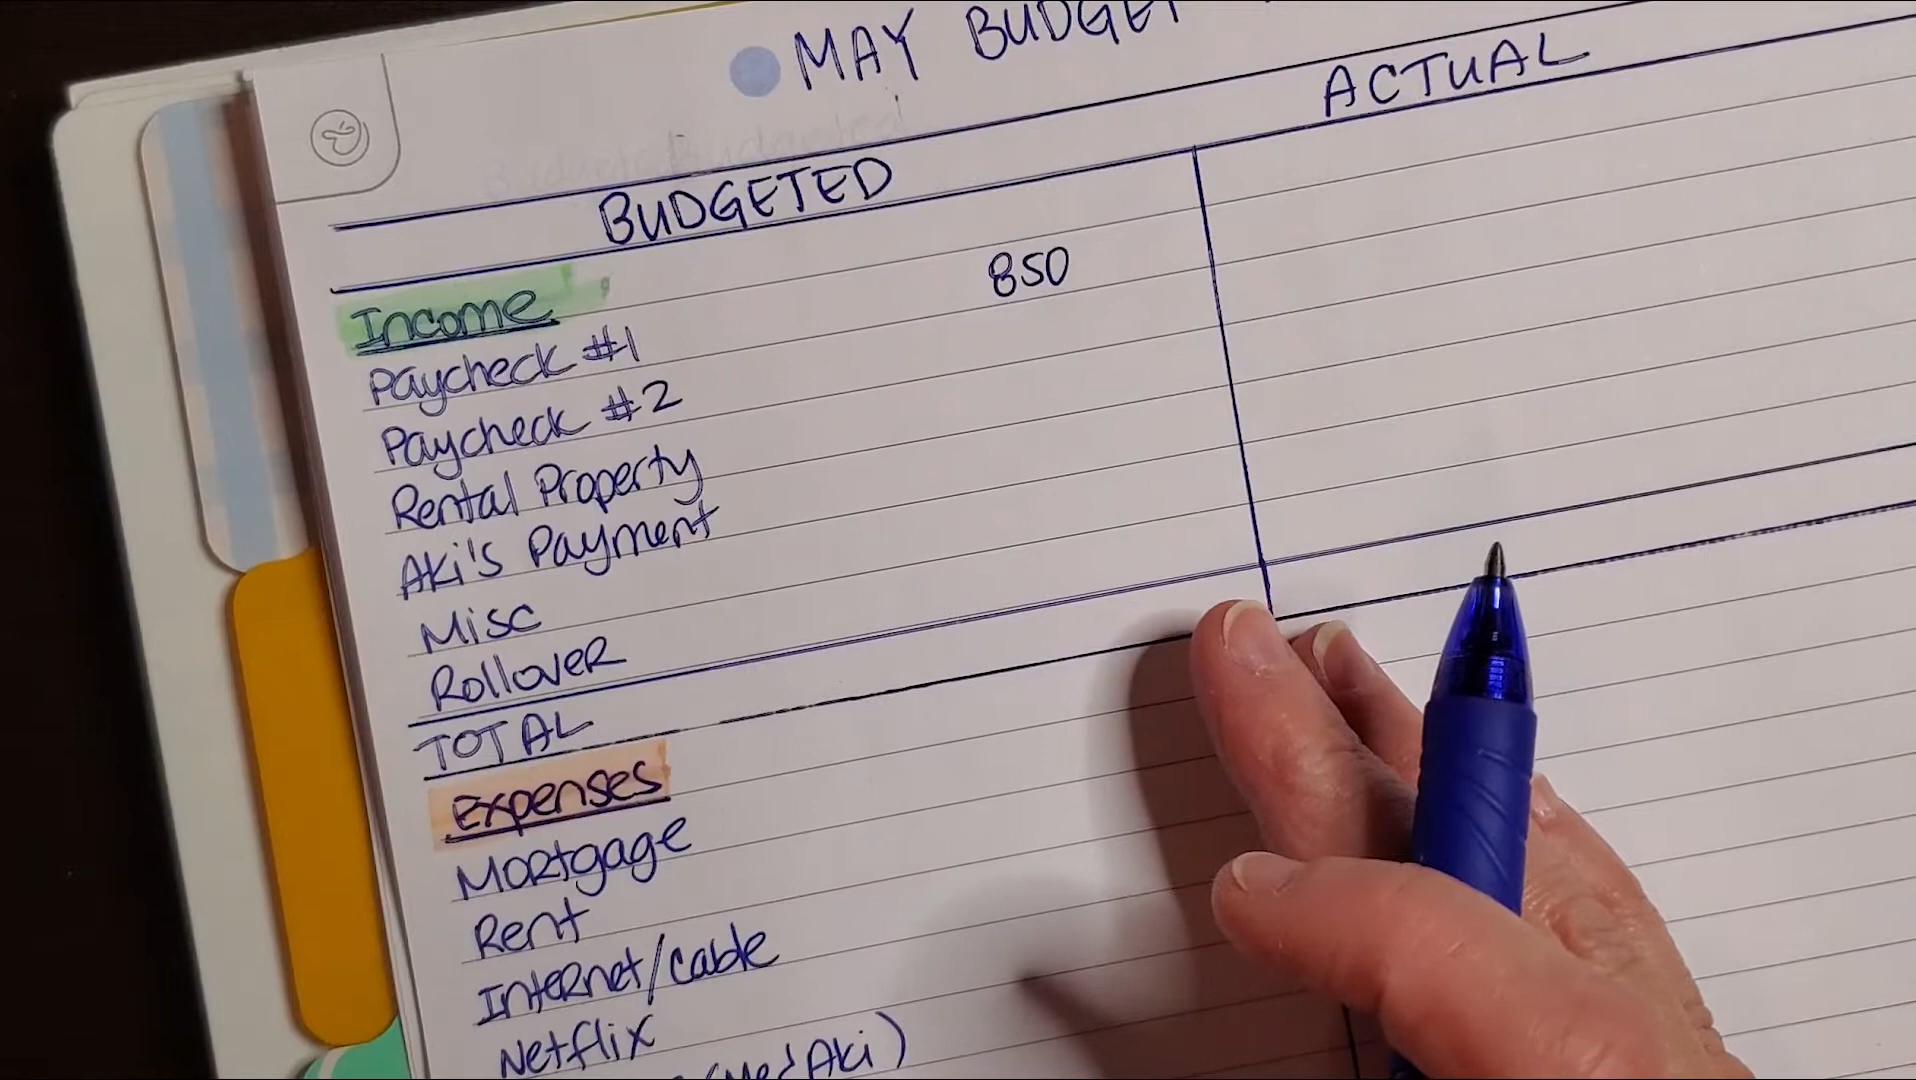 MAY BUDGET
BUDGETED ACTUAL
Income
Paycheck #1 850
Paycheck #2
Rental Property
Aki's Payment
Misc
Rollover
TOTAL
Expenses
Mortgage
Rent
Internet/cable
Netflix
Aki)